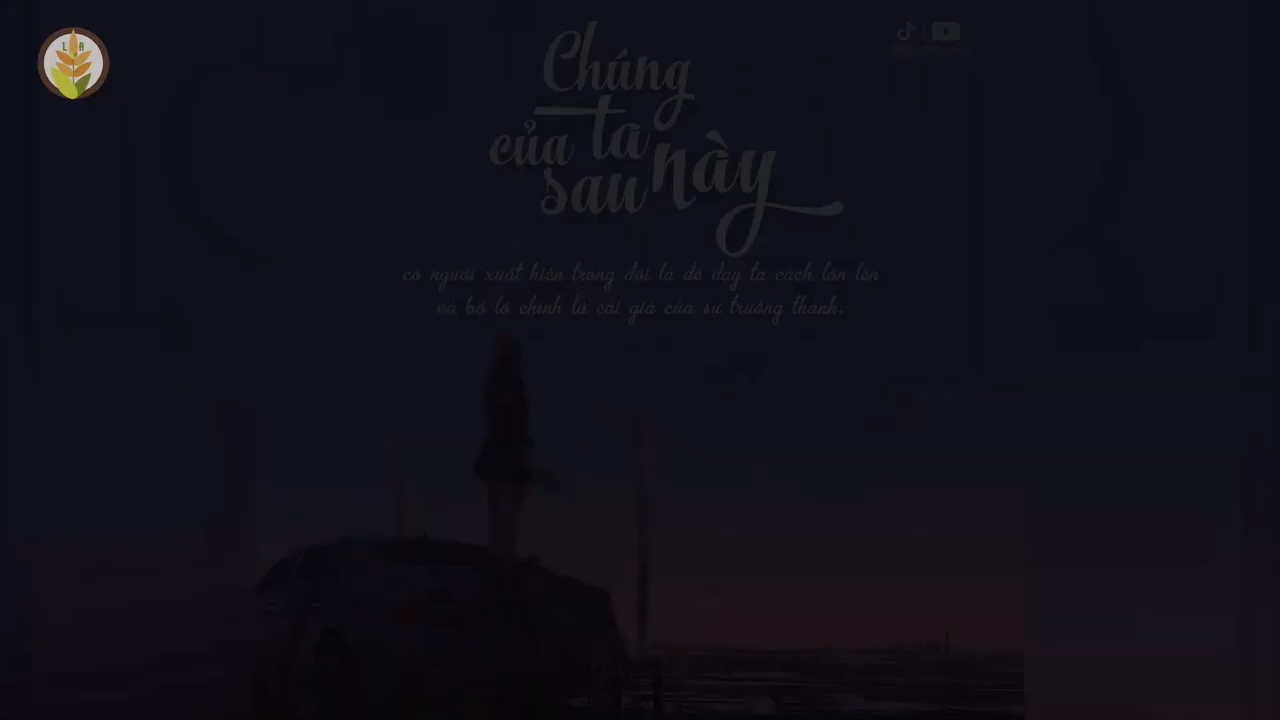 L A
Chúng
của ta
sau này
có người xuất hiện trong đời là để dạy ta cách lớn lên
và bỏ lỡ chính là cái giá của sự trưởng thành.